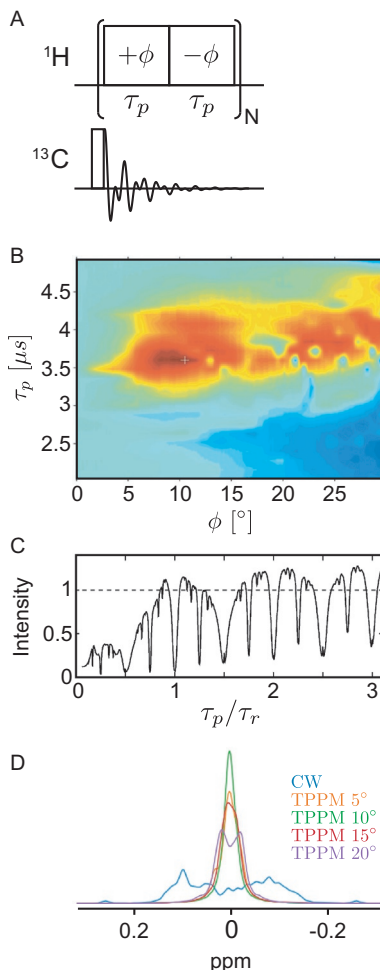 A
¹H
+ϕ
−ϕ
τp
τp
N
¹³C
B
τp [μs]
4.5
4
3.5
3
2.5
0
5
10
15
20
25
ϕ [°]
C
Intensity
1
0.5
0
0
1
2
3
τp/τr
D
CW
TPPM 5°
TPPM 10°
TPPM 15°
TPPM 20°
0.2
0
-0.2
ppm